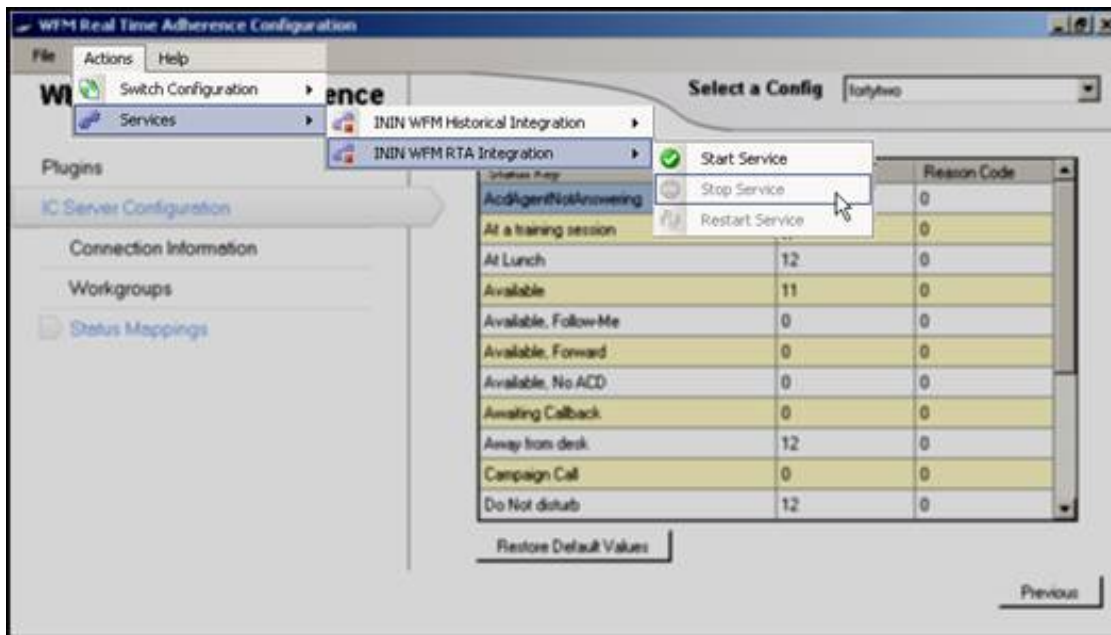 WFM Real Time Adherence Configuration
File Actions Help
Switch Configuration
Services
ININ WFM Historical Integration
ININ WFM RTA Integration
Start Service
Stop Service
Restart Service
ence
Select a Config fortytwo
Plugins
IC Server Configuration
Connection Information
Workgroups
Status Mappings
Status Key Reason Code
AcdAgentNotAnswering 0
At a training session 0
At Lunch 12 0
Available 11 0
Available, Follow-Me 0 0
Available, Forward 0 0
Available, No ACD 0 0
Awaiting Callback 0 0
Away from desk 12 0
Campaign Call 0 0
Do Not disturb 12 0
Restore Default Values
Previous